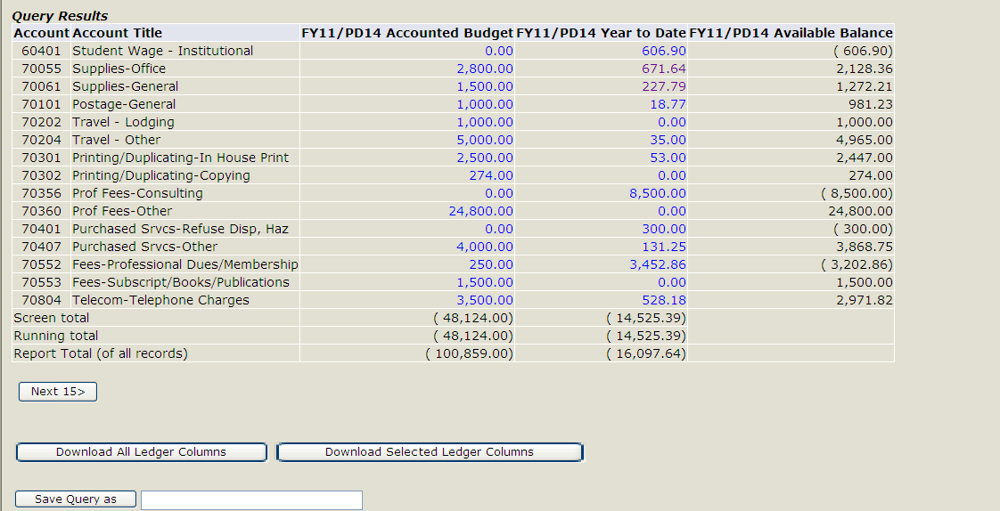 Query Results
Account Account Title FY11/PD14 Accounted Budget FY11/PD14 Year to Date FY11/PD14 Available Balance
60401 Student Wage - Institutional 0.00 606.90 ( 606.90)
70055 Supplies-Office 2,800.00 671.64 2,128.36
70061 Supplies-General 1,500.00 227.79 1,272.21
70101 Postage-General 1,000.00 18.77 981.23
70202 Travel - Lodging 1,000.00 0.00 1,000.00
70204 Travel - Other 5,000.00 35.00 4,965.00
70301 Printing/Duplicating-In House Print 2,500.00 53.00 2,447.00
70302 Printing/Duplicating-Copying 274.00 0.00 274.00
70356 Prof Fees-Consulting 0.00 8,500.00 ( 8,500.00)
70360 Prof Fees-Other 24,800.00 0.00 24,800.00
70401 Purchased Srvcs-Refuse Disp, Haz 0.00 300.00 ( 300.00)
70407 Purchased Srvcs-Other 4,000.00 131.25 3,868.75
70552 Fees-Professional Dues/Membership 250.00 3,452.86 ( 3,202.86)
70553 Fees-Subscript/Books/Publications 1,500.00 0.00 1,500.00
70804 Telecom-Telephone Charges 3,500.00 528.18 2,971.82
Screen total ( 48,124.00) ( 14,525.39)
Running total ( 48,124.00) ( 14,525.39)
Report Total (of all records) ( 100,859.00) ( 16,097.64)
Next 15>
Download All Ledger Columns Download Selected Ledger Columns
Save Query as